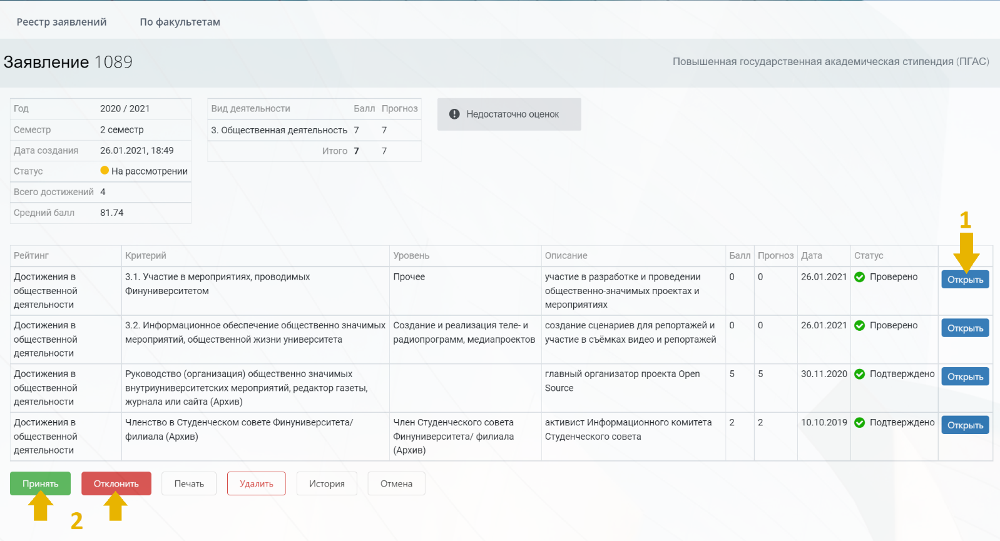 Реестр заявлений По факультетам
Заявление 1089 Повышенная государственная академическая стипендия (ПГАС)
Год 2020 / 2021
Семестр 2 семестр
Дата создания 26.01.2021, 18:49
Статус На рассмотрении
Всего достижений 4
Средний балл 81.74
Вид деятельности Балл Прогноз
3. Общественная деятельность 7 7
Итого 7 7
Недостаточно оценок
1
Рейтинг Критерий Уровень Описание Балл Прогноз Дата Статус
Достижения в 3.1. Участие в мероприятиях, проводимых Прочее участие в разработке и проведении 0 0 26.01.2021 Проверено Открыть
общественной Финуниверситетом общественно-значимых проектах и
деятельности мероприятиях
Достижения в 3.2. Информационное обеспечение общественно значимых Создание и реализация теле- и создание сценариев для репортажей и 0 0 26.01.2021 Проверено Открыть
общественной мероприятий, общественной жизни университета радиопрограмм, медиапроектов участие в съёмках видео и репортажей
деятельности
Достижения в Руководство (организация) общественно значимых главный организатор проекта Open 5 5 30.11.2020 Подтверждено Открыть
общественной внутриуниверситетских мероприятий, редактор газеты, Source
деятельности журнала или сайта (Архив)
Достижения в Членство в Студенческом совете Финуниверситета/ Член Студенческого совета активист Информационного комитета 2 2 10.10.2019 Подтверждено Открыть
общественной филиала (Архив) Финуниверситета/ филиала Студенческого совета
деятельности (Архив)
Принять Отклонить Печать Удалить История Отмена
2